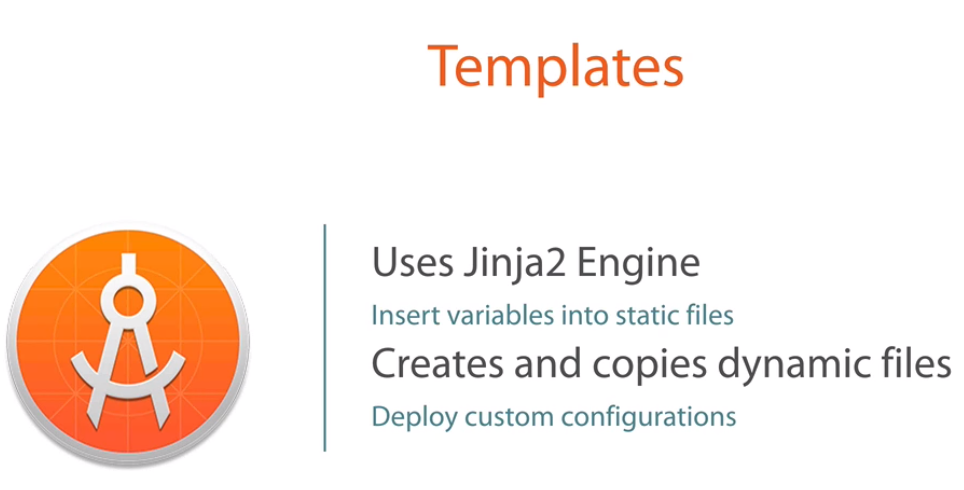 Templates
Uses Jinja2 Engine
Insert variables into static files
Creates and copies dynamic files
Deploy custom configurations